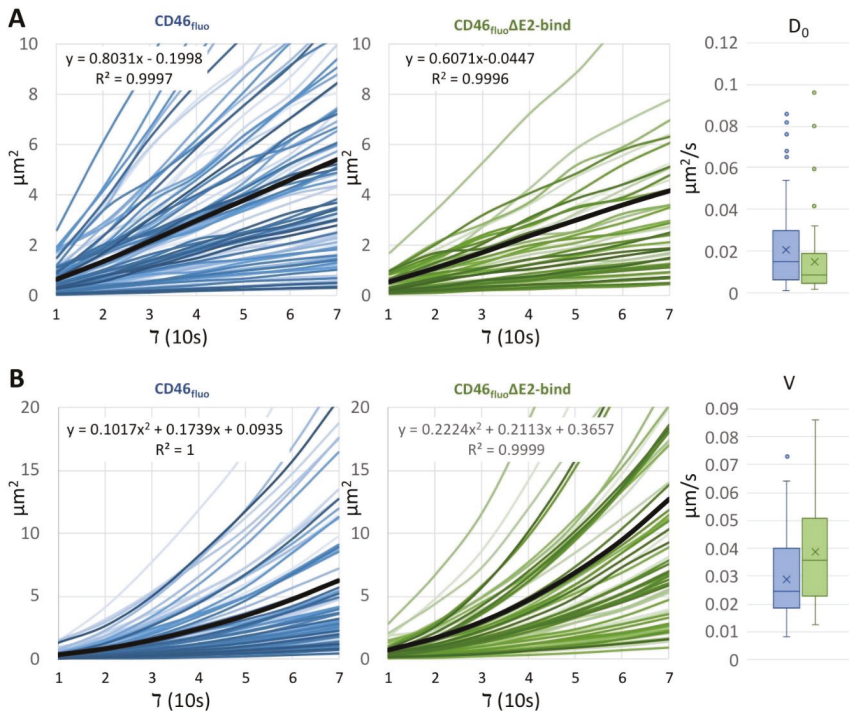 A
CD46fluo
CD46fluoΔE2-bind
D0
y = 0.8031x - 0.1998
R² = 0.9997
y = 0.6071x-0.0447
R² = 0.9996
μm²
10
8
6
4
2
0
1 2 3 4 5 6 7
ד (10s)
μm²
10
8
6
4
2
0
1 2 3 4 5 6 7
ד (10s)
μm²/s
0.12
0.1
0.08
0.06
0.04
0.02
0
B
CD46fluo
CD46fluoΔE2-bind
V
y = 0.1017x² + 0.1739x + 0.0935
R² = 1
y = 0.2224x² + 0.2113x + 0.3657
R² = 0.9999
μm²
20
15
10
5
0
1 2 3 4 5 6 7
ד (10s)
μm²
20
15
10
5
0
1 2 3 4 5 6 7
ד (10s)
μm/s
0.09
0.08
0.07
0.06
0.05
0.04
0.03
0.02
0.01
0